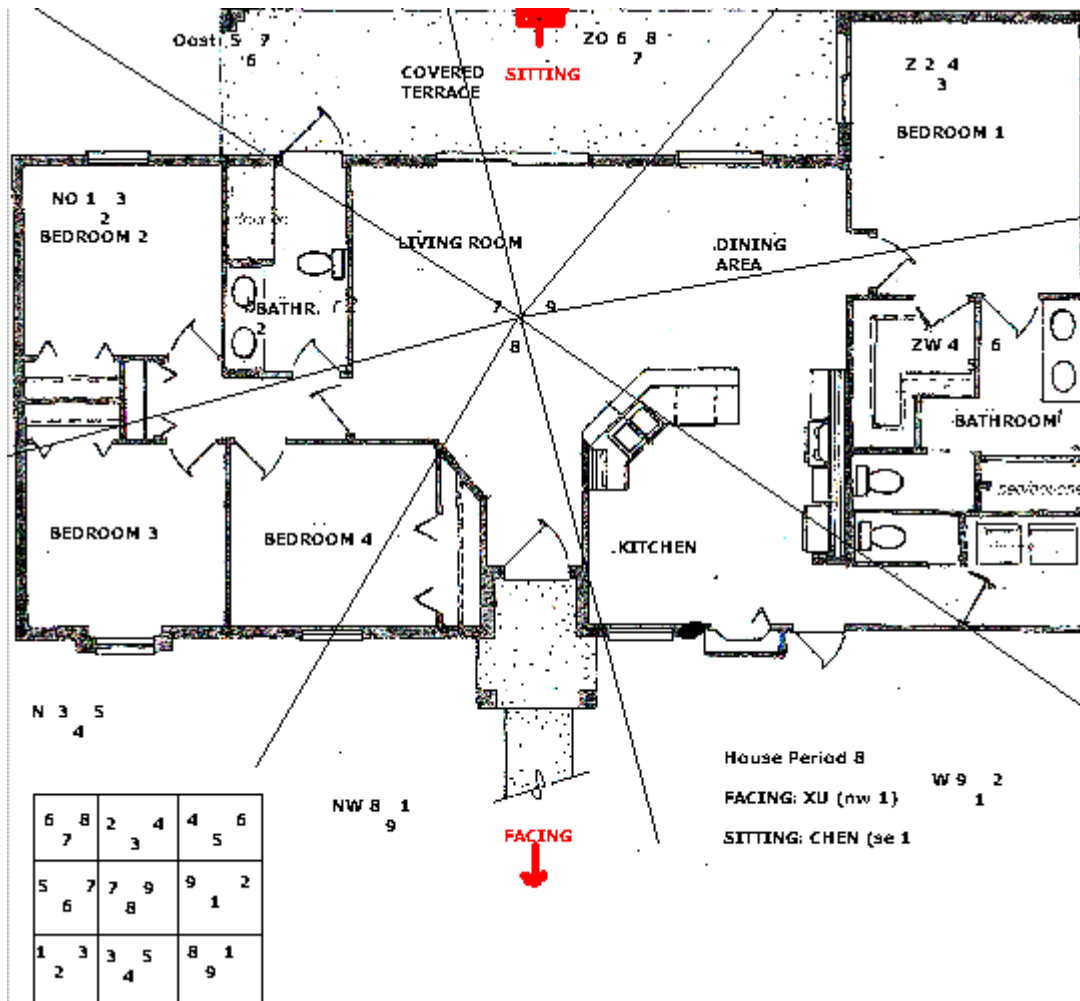 Oost 5 7
6
ZO 6 8
7
COVERED
TERRACE
SITTING
Z 2 4
3
BEDROOM 1
NO 1 3
2
BEDROOM 2
LIVING ROOM
DINING
AREA
BATHR.
2
7 9
8
ZW 4 6
BATHROOM
BEDROOM 3
BEDROOM 4
KITCHEN
N 3 5
4
NW 8 1
9
FACING
House Period 8
FACING: XU (nw 1)
SITTING: CHEN (se 1
W 9 2
1
6 8
7
2 4
3
4 6
5
5 7
6
7 9
8
9 2
1
1 3
2
3 5
4
8 1
9